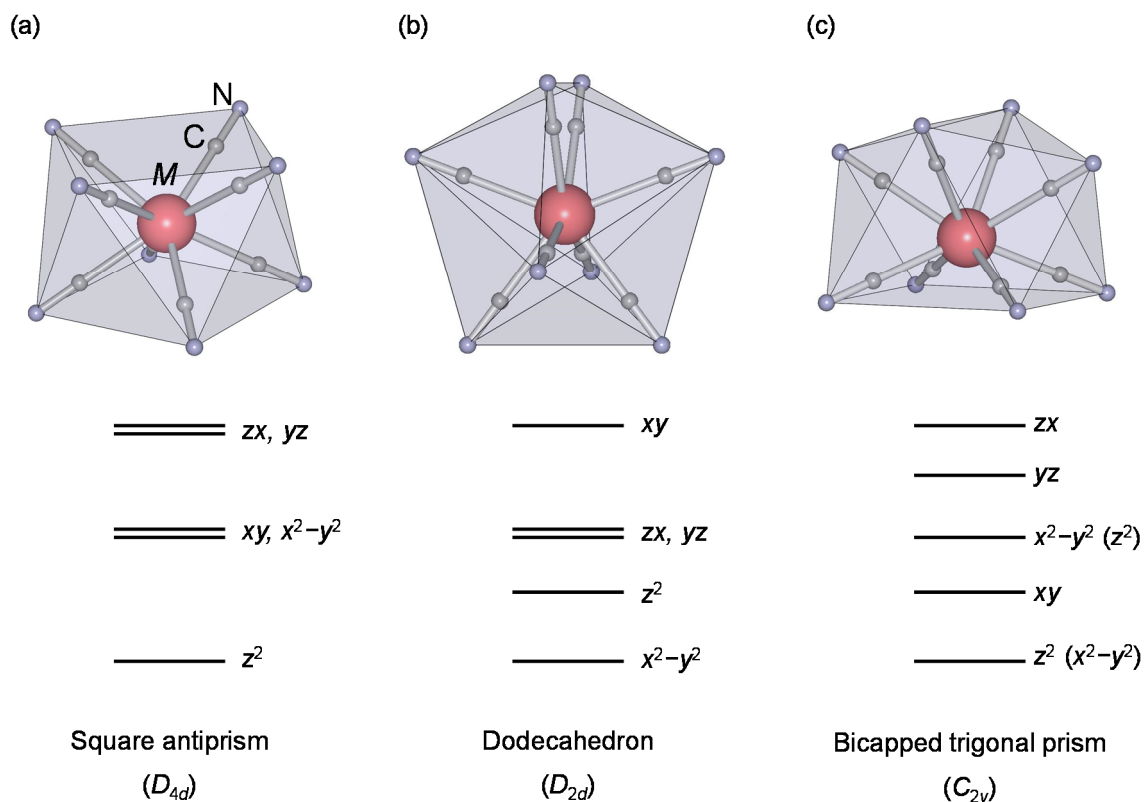 (a) (b) (c)
N
C
M
zx, yz
xy, x²−y²
z²
xy
zx, yz
z²
x²−y²
zx
yz
x²−y² (z²)
xy
z² (x²−y²)
Square antiprism
(D4d)
Dodecahedron
(D2d)
Bicapped trigonal prism
(C2v)